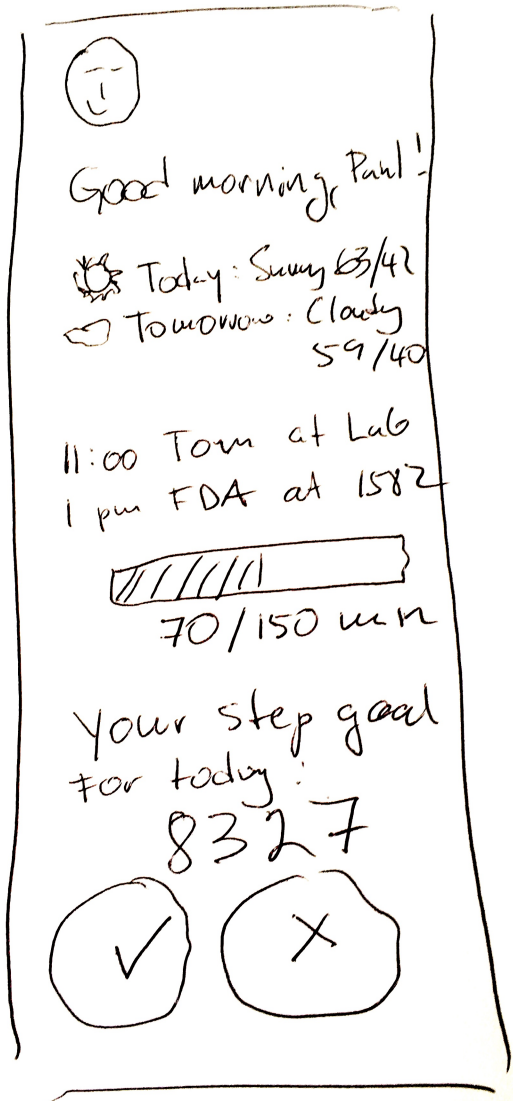 Good morning, Paul!
Today: Sunny 63/42
Tomorrow: Cloudy
59/40
11:00 Tom at Lab
1 pm FDA at 1582
70/150 min
Your step goal
For today:
8327